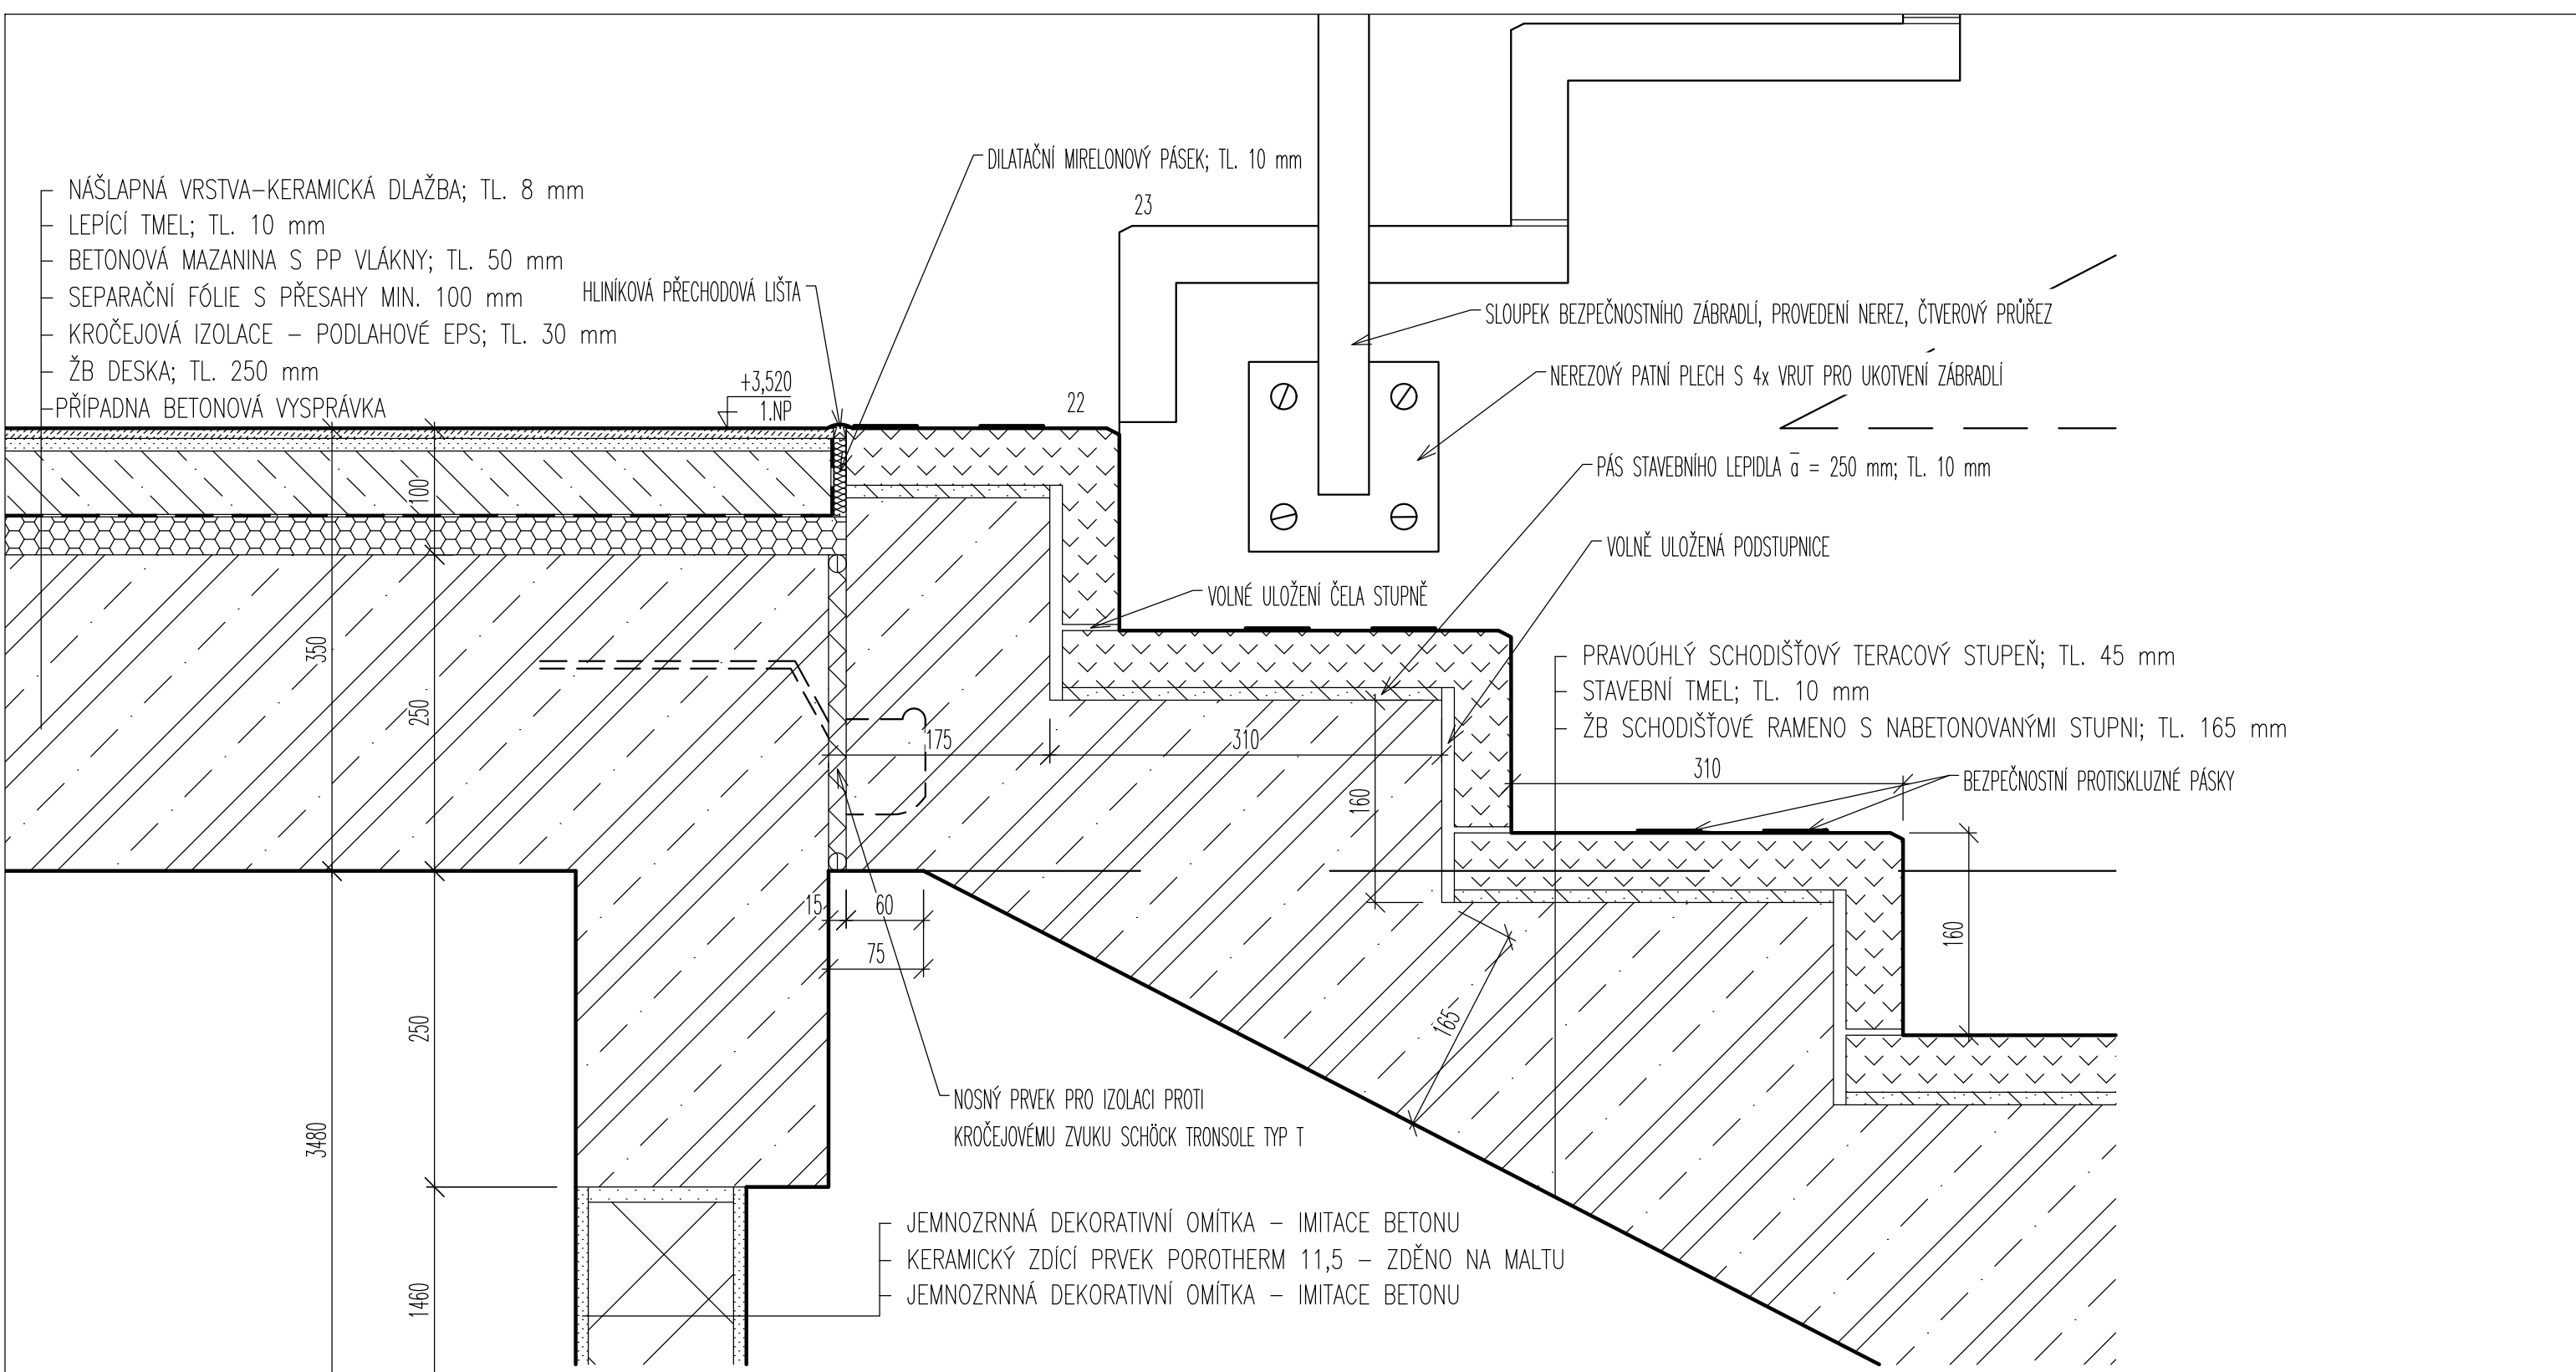 NÁŠLAPNÁ VRSTVA-KERAMICKÁ DLAŽBA; TL. 8 mm
LEPÍCÍ TMEL; TL. 10 mm
BETONOVÁ MAZANINA S PP VLÁKNY; TL. 50 mm
SEPARAČNÍ FÓLIE S PŘESAHY MIN. 100 mm
KROČEJOVÁ IZOLACE – PODLAHOVÉ EPS; TL. 30 mm
ŽB DESKA; TL. 250 mm
PŘÍPADNA BETONOVÁ VYSPRÁVKA
HLINÍKOVÁ PŘECHODOVÁ LIŠTA
DILATAČNÍ MIRELONOVÝ PÁSEK; TL. 10 mm
23
+3,520
1.NP
22
SLOUPEK BEZPEČNOSTNÍHO ZÁBRADLÍ, PROVEDENÍ NEREZ, ČTVEROVÝ PRŮŘEZ
NEREZOVÝ PATNÍ PLECH S 4x VRUT PRO UKOTVENÍ ZÁBRADLÍ
PÁS STAVEBNÍHO LEPIDLA ā = 250 mm; TL. 10 mm
VOLNĚ ULOŽENÁ PODSTUPNICE
VOLNÉ ULOŽENÍ ČELA STUPNĚ
PRAVOÚHLÝ SCHODIŠŤOVÝ TERACOVÝ STUPEŇ; TL. 45 mm
STAVEBNÍ TMEL; TL. 10 mm
ŽB SCHODIŠŤOVÉ RAMENO S NABETONOVANÝMI STUPNI; TL. 165 mm
BEZPEČNOSTNÍ PROTISKLUZNÉ PÁSKY
100
350
250
175
310
310
160
160
165
15
60
75
250
3480
1460
NOSNÝ PRVEK PRO IZOLACI PROTI
KROČEJOVÉMU ZVUKU SCHÖCK TRONSOLE TYP T
JEMNOZRNNÁ DEKORATIVNÍ OMÍTKA – IMITACE BETONU
KERAMICKÝ ZDÍCÍ PRVEK POROTHERM 11,5 – ZDĚNO NA MALTU
JEMNOZRNNÁ DEKORATIVNÍ OMÍTKA – IMITACE BETONU